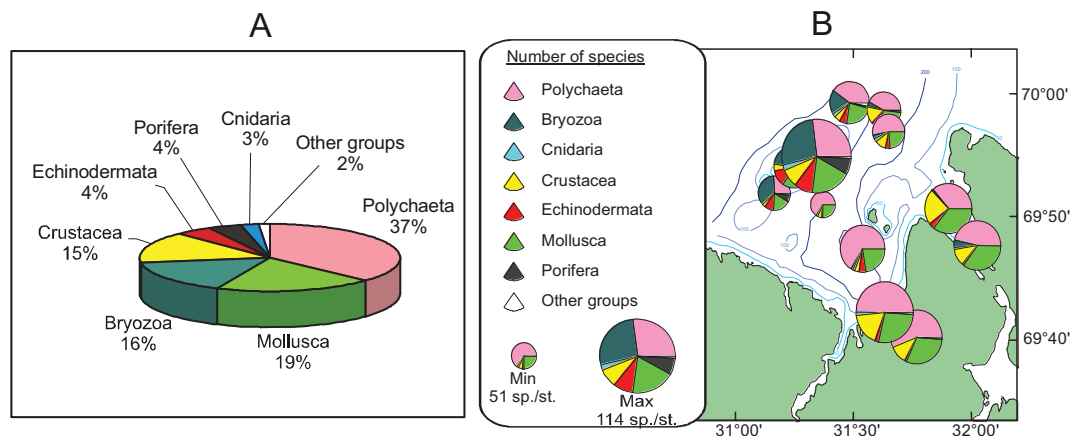 A
B
Cnidaria
3%
Porifera
4%
Other groups
2%
Echinodermata
4%
Polychaeta
37%
Crustacea
15%
Bryozoa
16%
Mollusca
19%
Number of species
Polychaeta
Bryozoa
Cnidaria
Crustacea
Echinodermata
Mollusca
Porifera
Other groups
Min
51 sp./st.
Max
114 sp./st.
200
100
100
100
70°00'
69°50'
69°40'
31°00'
31°30'
32°00'